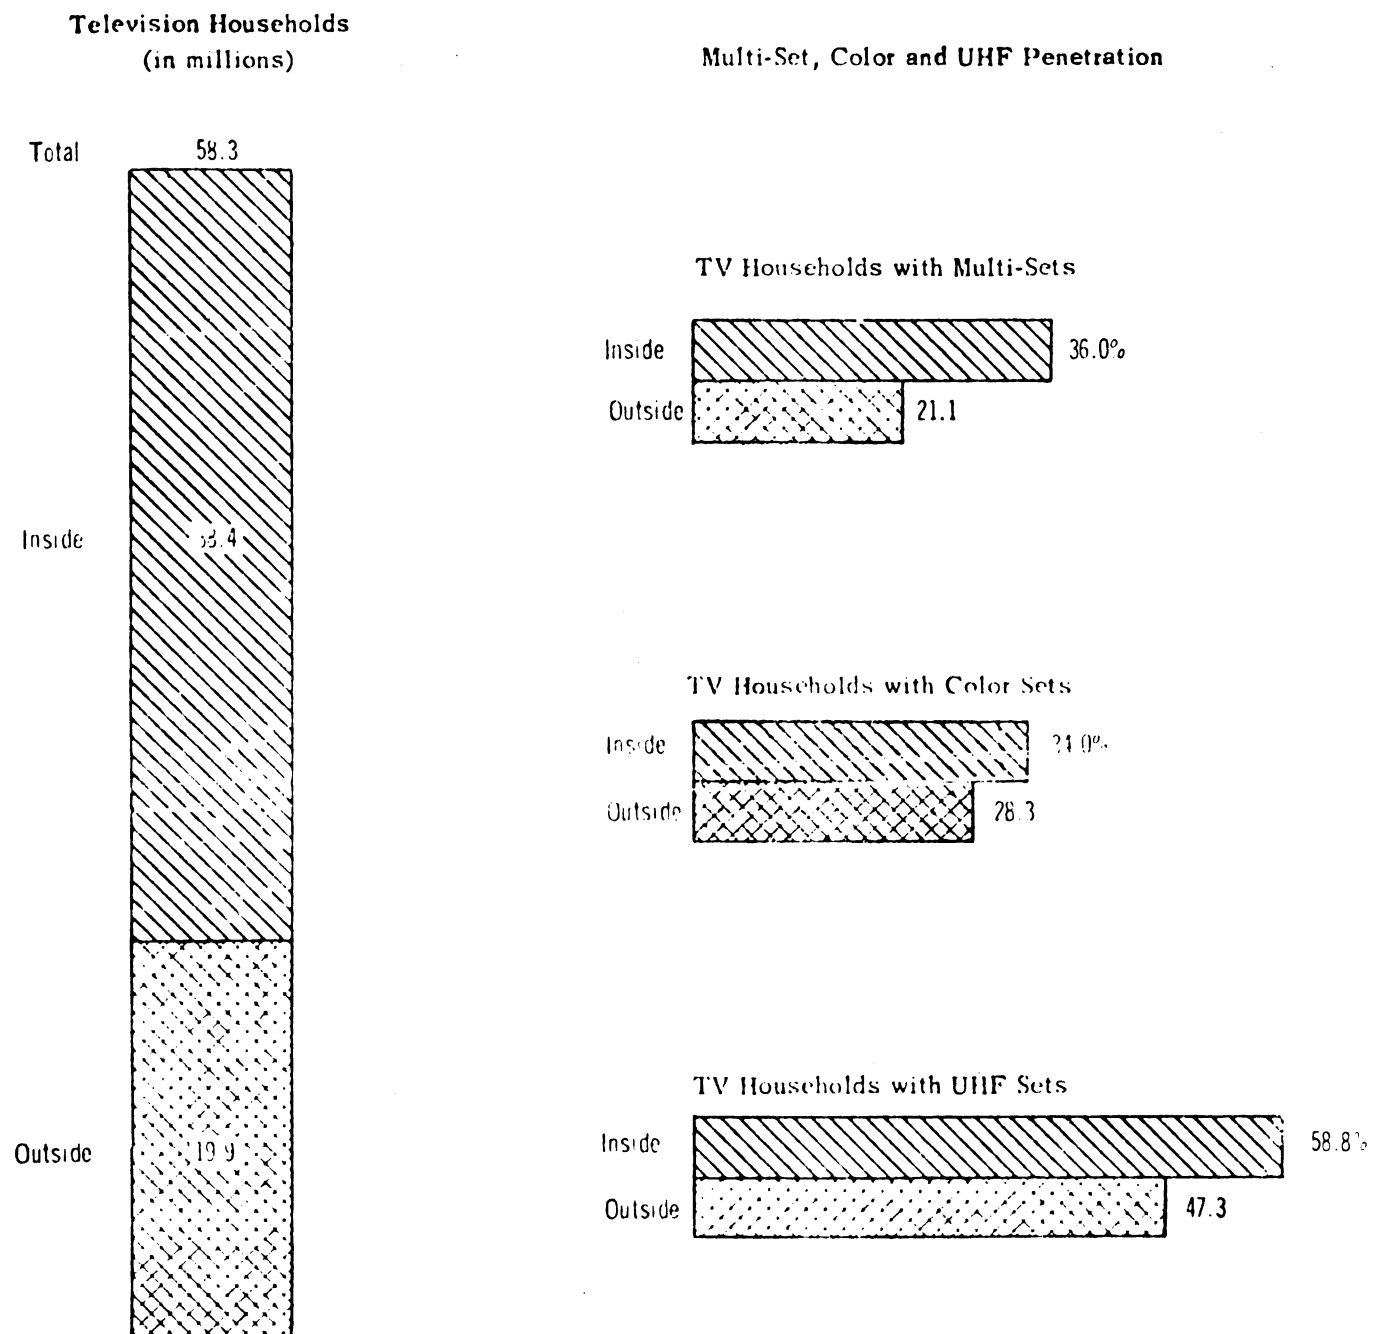 Television Households
(in millions)
Multi-Set, Color and UHF Penetration
Total 58.3
Inside
Outside 19.9
TV Households with Multi-Sets
Inside 36.0%
Outside 21.1
TV Households with Color Sets
Inside
Outside 28.3
TV Households with UHF Sets
Inside 58.8%
Outside 47.3